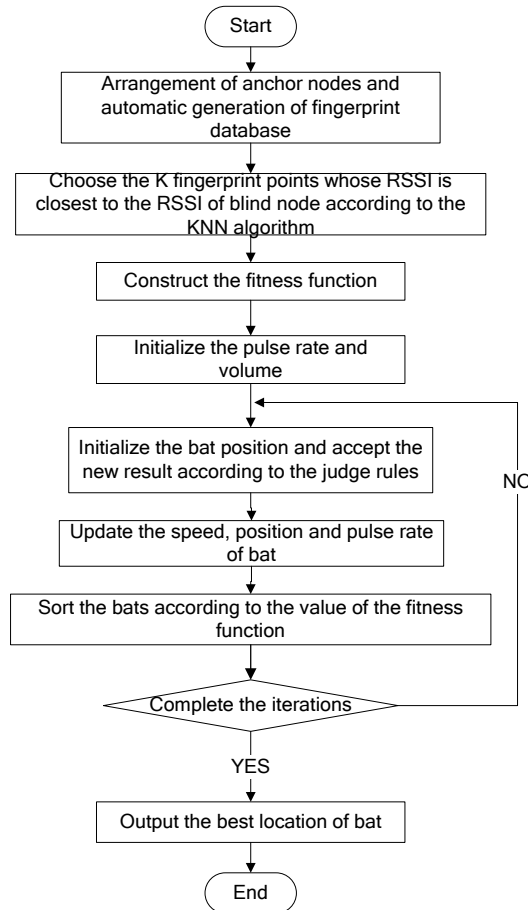 Start
Arrangement of anchor nodes and
automatic generation of fingerprint
database
Choose the K fingerprint points whose RSSI is
closest to the RSSI of blind node according to the
KNN algorithm
Construct the fitness function
Initialize the pulse rate and
volume
Initialize the bat position and accept the
new result according to the judge rules
NO
Update the speed, position and pulse rate
of bat
Sort the bats according to the value of the fitness
function
Complete the iterations
YES
Output the best location of bat
End